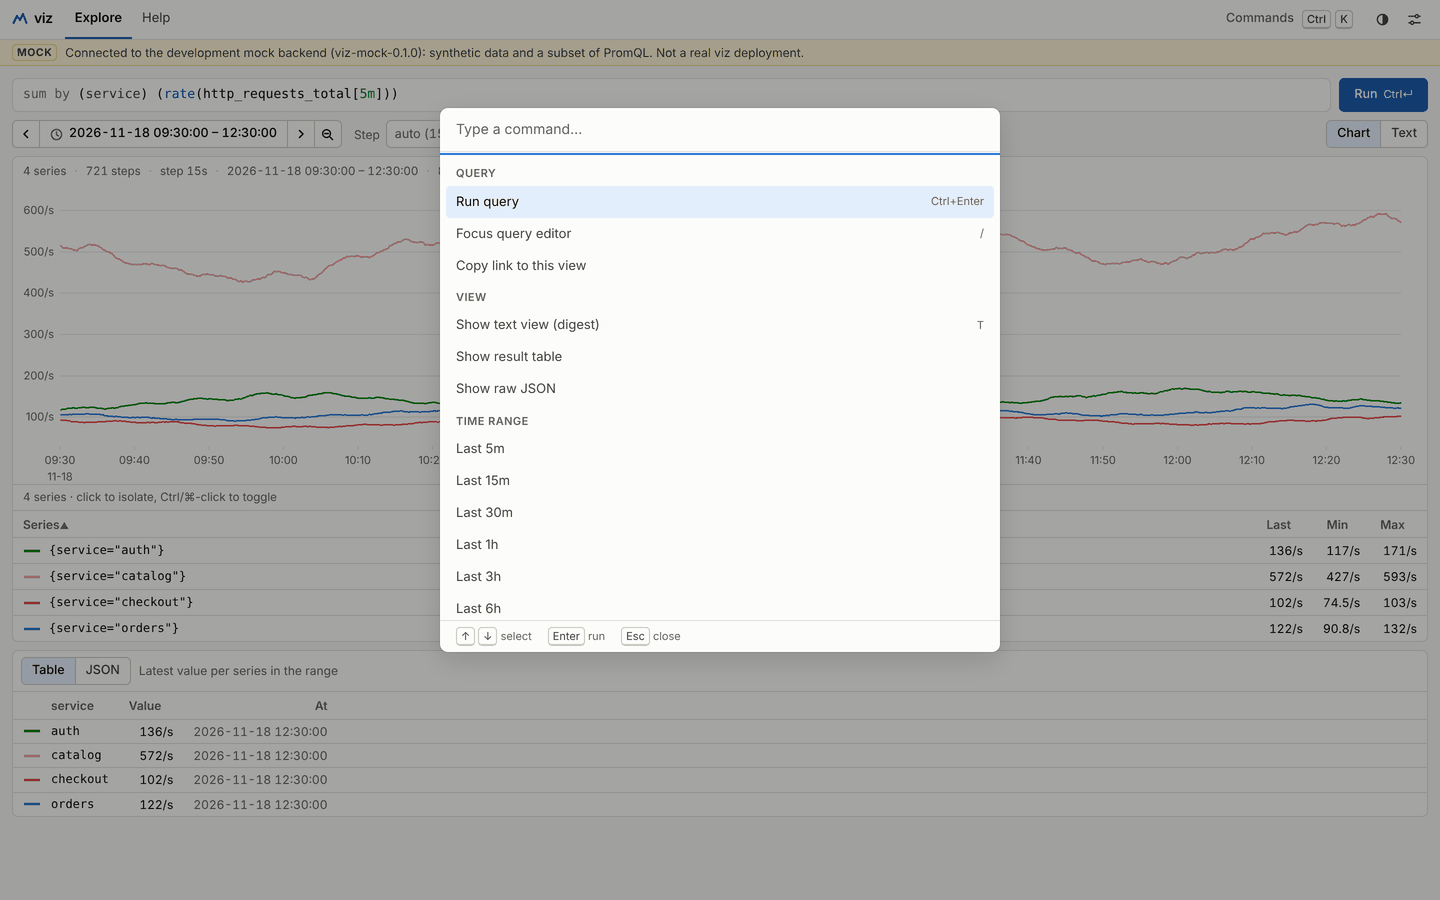 viz Explore Help Commands Ctrl K
MOCK Connected to the development mock backend (viz-mock-0.1.0): synthetic data and a subset of PromQL. Not a real viz deployment.
sum by (service) (rate(http_requests_total[5m]))
Run Ctrl↵
2026-11-18 09:30:00 – 12:30:00 Step auto (15
Chart Text
4 series · 721 steps · step 15s · 2026-11-18 09:30:00 – 12:30:00 ·
600/s
500/s
400/s
300/s
200/s
100/s
09:30 09:40 09:50 10:00 10:10 10:2 11:40 11:50 12:00 12:10 12:20 12:30
11-18
4 series · click to isolate, Ctrl/⌘-click to toggle
Series▲ Last Min Max
{service="auth"} 136/s 117/s 171/s
{service="catalog"} 572/s 427/s 593/s
{service="checkout"} 102/s 74.5/s 103/s
{service="orders"} 122/s 90.8/s 132/s
Table JSON Latest value per series in the range
service Value At
auth 136/s 2026-11-18 12:30:00
catalog 572/s 2026-11-18 12:30:00
checkout 102/s 2026-11-18 12:30:00
orders 122/s 2026-11-18 12:30:00
Type a command...
QUERY
Run query Ctrl+Enter
Focus query editor /
Copy link to this view
VIEW
Show text view (digest) T
Show result table
Show raw JSON
TIME RANGE
Last 5m
Last 15m
Last 30m
Last 1h
Last 3h
Last 6h
↑ ↓ select Enter run Esc close